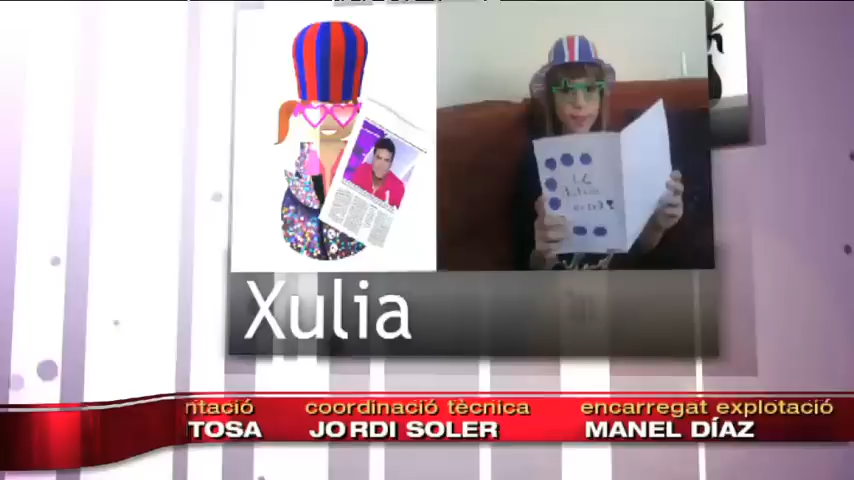 Xulia
ntació
coordinació tècnica
encarregat explotació
TOSA
JORDI SOLER
MANEL DÍAZ